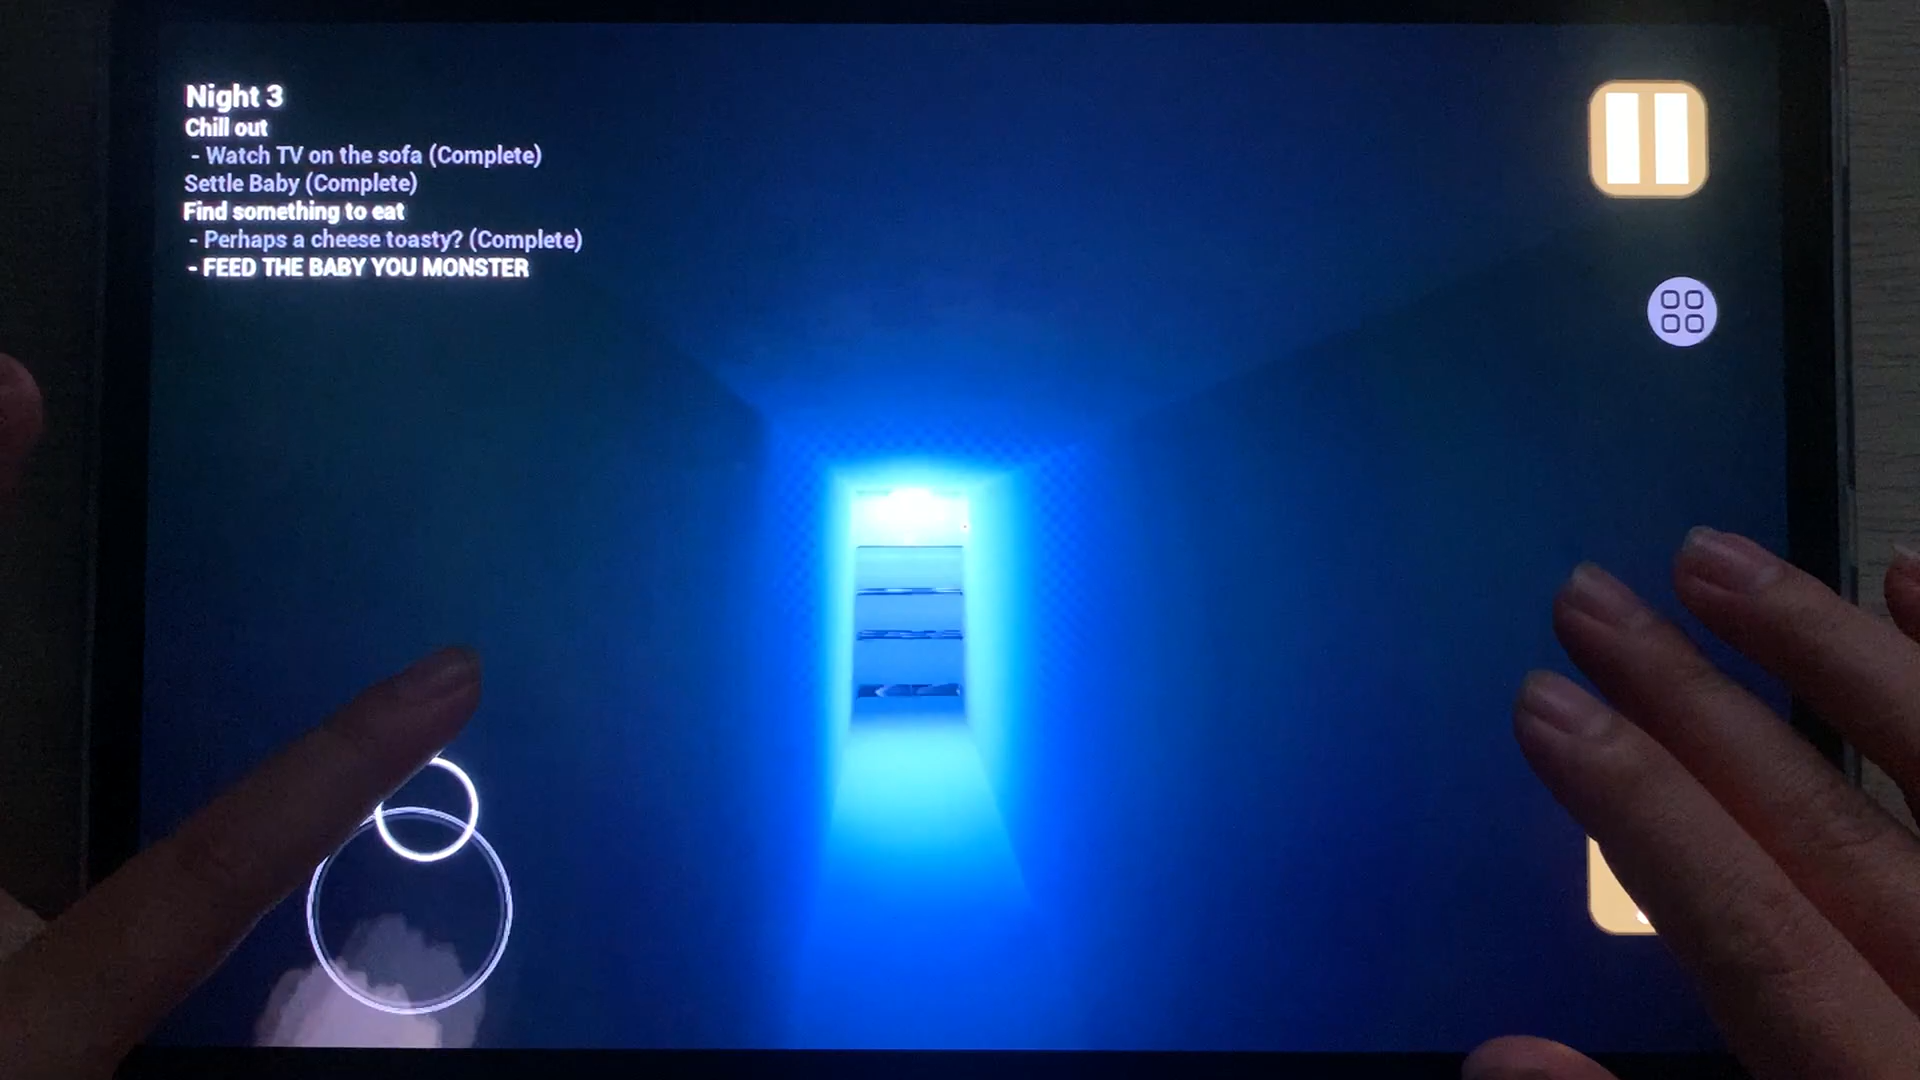 Night 3
Chill out
- Watch TV on the sofa (Complete)
Settle Baby (Complete)
Find something to eat
- Perhaps a cheese toasty? (Complete)
- FEED THE BABY YOU MONSTER